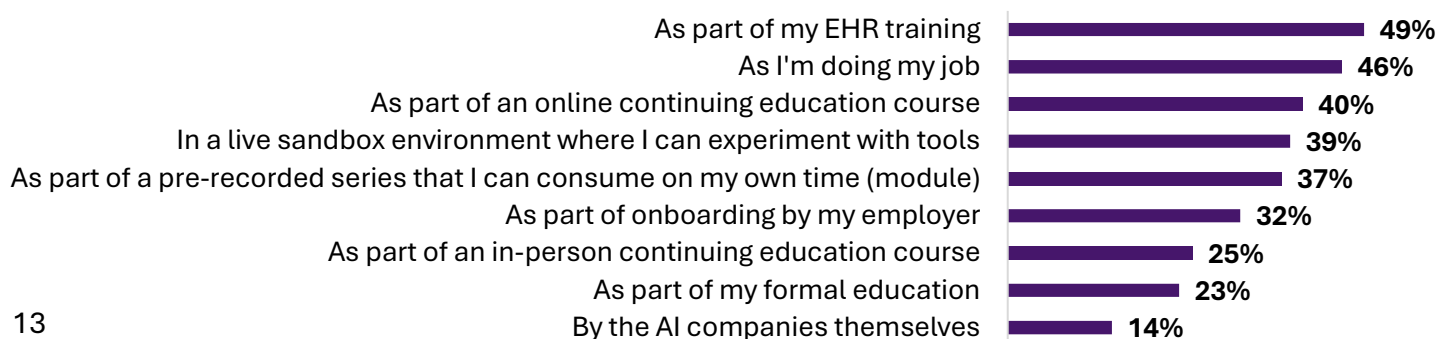 As part of my EHR training 49%
As I'm doing my job 46%
As part of an online continuing education course 40%
In a live sandbox environment where I can experiment with tools 39%
As part of a pre-recorded series that I can consume on my own time (module) 37%
As part of onboarding by my employer 32%
As part of an in-person continuing education course 25%
As part of my formal education 23%
By the AI companies themselves 14%
13